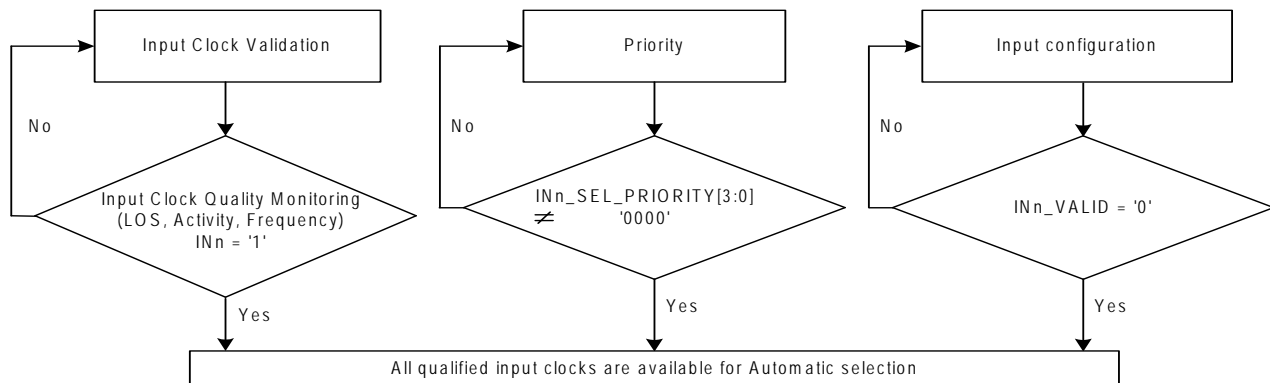 Input Clock Validation
Priority
Input configuration
No
No
No
Input Clock Quality Monitoring
(LOS, Activity, Frequency)
INn = '1'
INn_SEL_PRIORITY[3:0]
≠ '0000'
INn_VALID = '0'
Yes
Yes
Yes
All qualified input clocks are available for Automatic selection